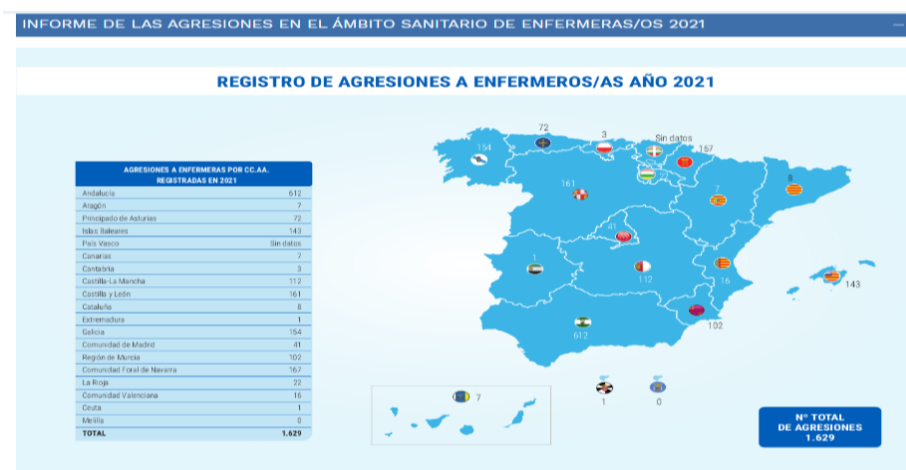 INFORME DE LAS AGRESIONES EN EL ÁMBITO SANITARIO DE ENFERMERAS/OS 2021
REGISTRO DE AGRESIONES A ENFERMEROS/AS AÑO 2021
AGRESIONES A ENFERMERAS POR CC.AA.
REGISTRADAS EN 2021
Andalucía 612
Aragón 7
Principado de Asturias 72
Islas Baleares 143
País Vasco Sin datos
Canarias 7
Cantabria 3
Castilla-La Mancha 112
Castilla y León 161
Cataluña 8
Extremadura 1
Galicia 154
Comunidad de Madrid 41
Región de Murcia 102
Comunidad Foral de Navarra 167
La Rioja 22
Comunidad Valenciana 16
Ceuta 1
Melilla 0
TOTAL 1.629
72
3
Sin datos
154
167
22
161
7
8
41
1
112
16
143
102
612
7
1
0
Nº TOTAL
DE AGRESIONES
1.629